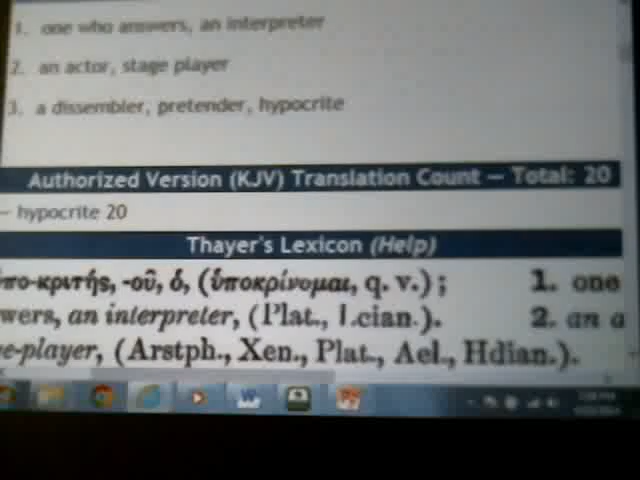 1. one who answers, an interpreter
2. an actor, stage player
3. a dissembler, pretender, hypocrite
Authorized Version (KJV) Translation Count — Total: 20
— hypocrite 20
Thayer's Lexicon (Help)
πο-κριτής, -οῦ, ὁ, (ὑποκρίνομαι, q. v.); 1. one
wers, an interpreter, (Plat., Lcian.). 2. an a
e-player, (Arstph., Xen., Plat., Ael., Hdian.).